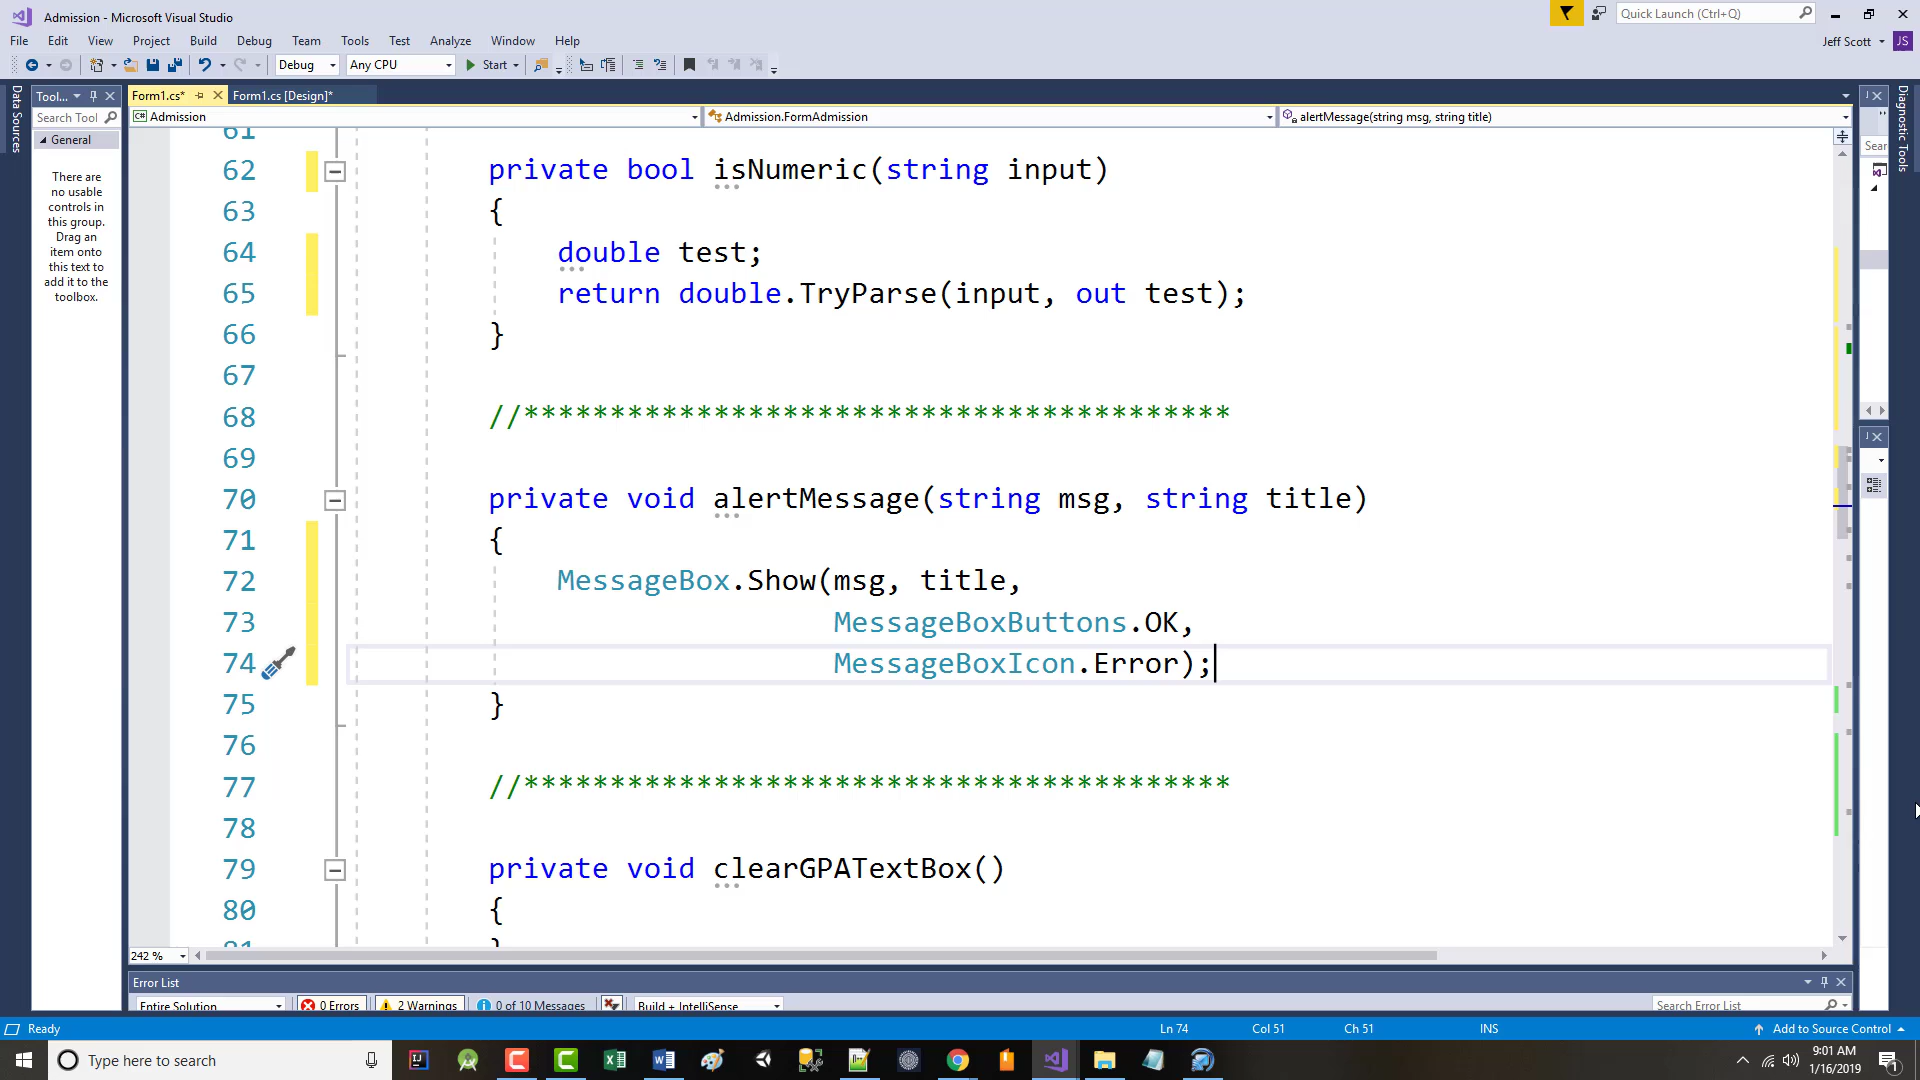 Admission - Microsoft Visual Studio
Quick Launch (Ctrl+Q)
File Edit View Project Build Debug Team Tools Test Analyze Window Help
Jeff Scott JS
Debug Any CPU Start
Data Sources
Tool...
Form1.cs* Form1.cs [Design]*
Diagnostic Tools
Search Tool
C# Admission Admission.FormAdmission alertMessage(string msg, string title)
Sear
General
There are
no usable
controls in
this group.
Drag an
item onto
this text to
add it to the
toolbox.
61
62 private bool isNumeric(string input)
63 {
64 double test;
65 return double.TryParse(input, out test);
66 }
67
68 //*****************************************
69
70 private void alertMessage(string msg, string title)
71 {
72 MessageBox.Show(msg, title,
73 MessageBoxButtons.OK,
74 MessageBoxIcon.Error);
75 }
76
77 //*****************************************
78
79 private void clearGPATextBox()
80 {
81 }
242 %
Error List
Entire Solution 0 Errors 2 Warnings 0 of 10 Messages Build + IntelliSense Search Error List
Ready Ln 74 Col 51 Ch 51 INS Add to Source Control
Type here to search
9:01 AM
1/16/2019
1